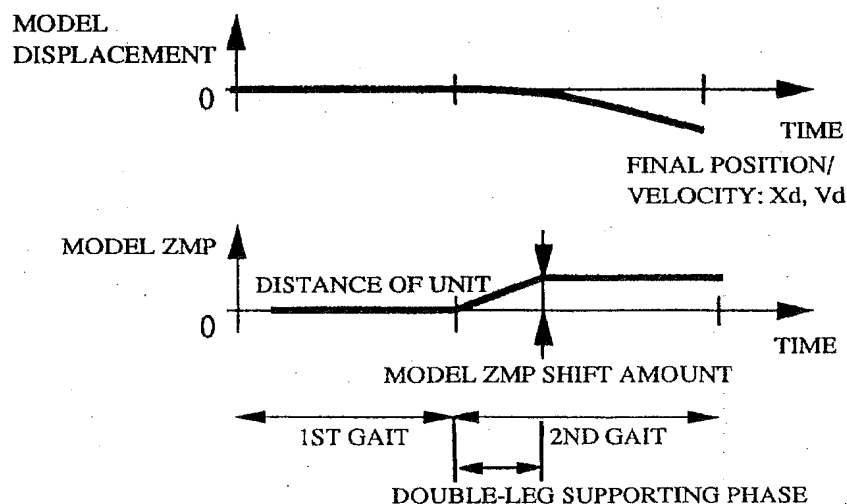 MODEL
DISPLACEMENT
0
TIME
FINAL POSITION/
VELOCITY: Xd, Vd
MODEL ZMP
DISTANCE OF UNIT
0
TIME
MODEL ZMP SHIFT AMOUNT
1ST GAIT
2ND GAIT
DOUBLE-LEG SUPPORTING PHASE